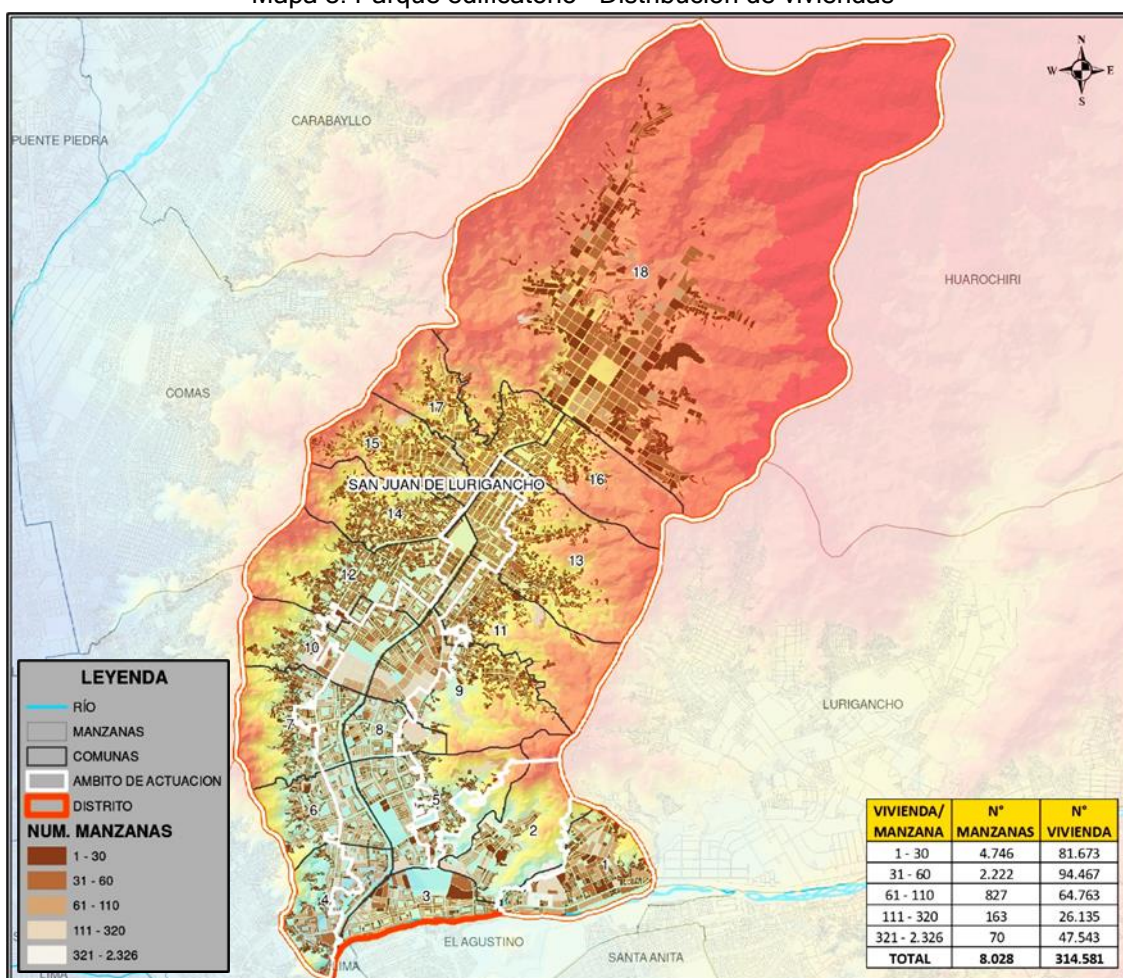 Mapa 3. Parque edificatorio - Distribución de viviendas
N
W E
S
CARABAYLLO
PUENTE PIEDRA
18
HUAROCHIRI
COMAS
17
15
SAN JUAN DE LURIGANCHO
16
14
13
12
11
10
9
LURIGANCHO
7
8
6
5
2
1
4
3
EL AGUSTINO
SANTA ANITA
LIMA
LIMA
LEYENDA
RÍO
MANZANAS
COMUNAS
AMBITO DE ACTUACION
DISTRITO
NUM. MANZANAS
1 - 30
31 - 60
61 - 110
111 - 320
321 - 2.326
VIVIENDA/ MANZANA N° MANZANAS N° VIVIENDA
1 - 30 4.746 81.673
31 - 60 2.222 94.467
61 - 110 827 64.763
111 - 320 163 26.135
321 - 2.326 70 47.543
TOTAL 8.028 314.581